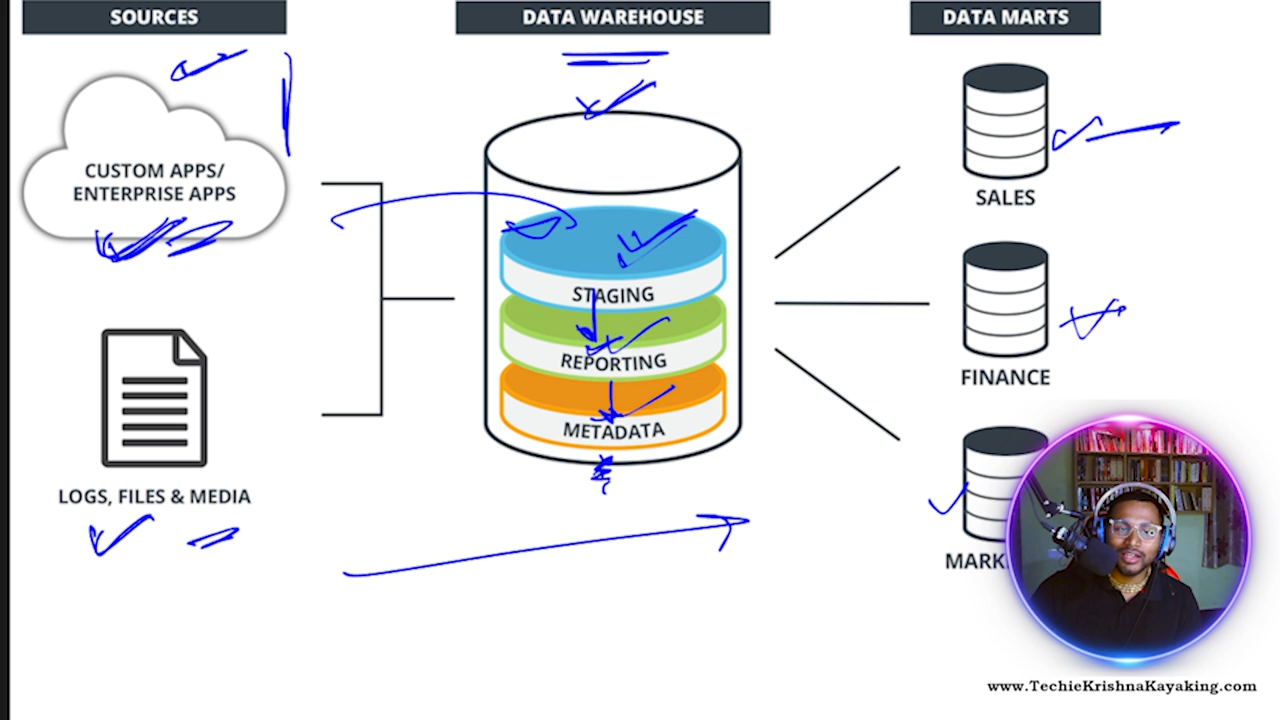 SOURCES
DATA WAREHOUSE
DATA MARTS
CUSTOM APPS/
ENTERPRISE APPS
LOGS, FILES & MEDIA
STAGING
REPORTING
METADATA
SALES
FINANCE
MARK
www.TechieKrishnaKayaking.com